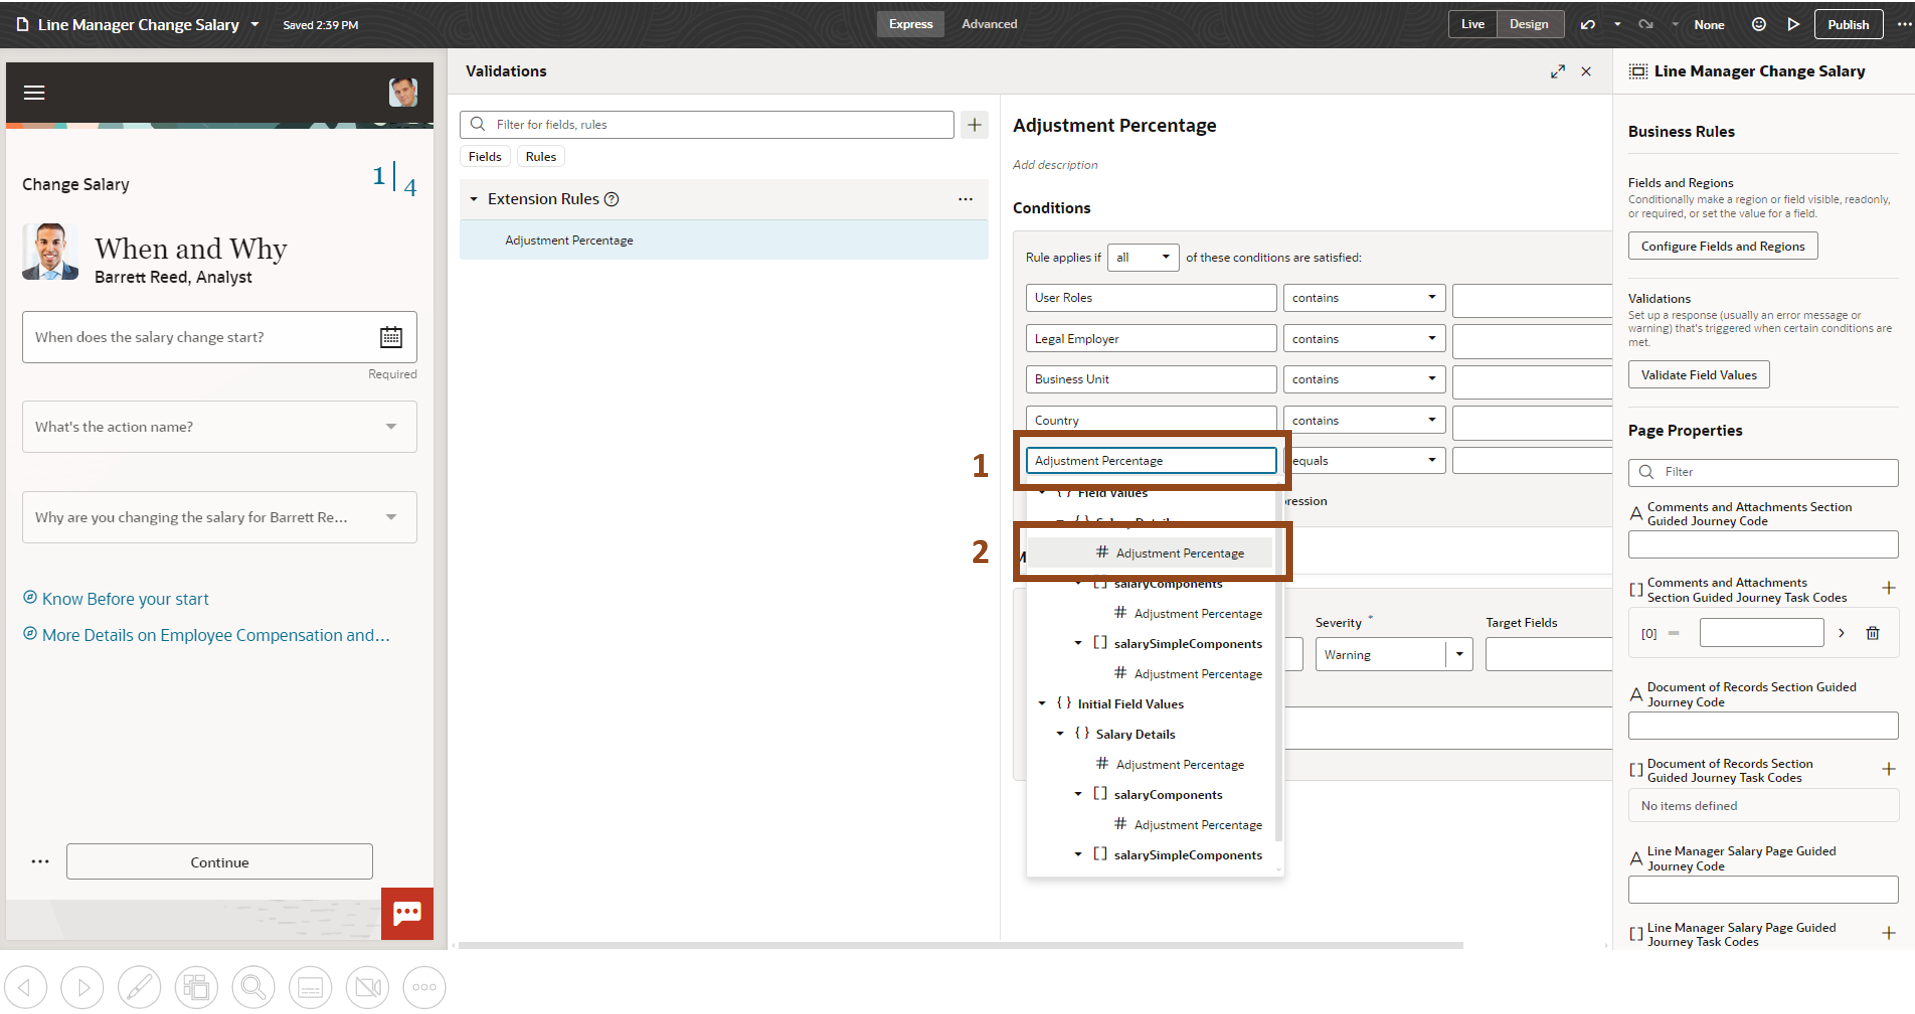 Line Manager Change Salary
Saved 2:39 PM
Express
Advanced
Live
Design
None
Publish
Change Salary
1
4
When and Why
Barrett Reed, Analyst
When does the salary change start?
Required
What's the action name?
Why are you changing the salary for Barrett Re...
Know Before your start
More Details on Employee Compensation and...
Continue
Validations
Filter for fields, rules
Fields
Rules
Extension Rules
Adjustment Percentage
Adjustment Percentage
Add description
Conditions
Rule applies if
all
of these conditions are satisfied:
User Roles
contains
Legal Employer
contains
Business Unit
contains
Country
contains
1
Adjustment Percentage
equals
{ } Field Values
{ } Salary Details
2
# Adjustment Percentage
[ ] salaryComponents
# Adjustment Percentage
[ ] salarySimpleComponents
# Adjustment Percentage
{ } Initial Field Values
{ } Salary Details
# Adjustment Percentage
[ ] salaryComponents
# Adjustment Percentage
[ ] salarySimpleComponents
Severity *
Warning
Target Fields
Line Manager Change Salary
Business Rules
Fields and Regions
Conditionally make a region or field visible, readonly,
or required, or set the value for a field.
Configure Fields and Regions
Validations
Set up a response (usually an error message or
warning) that's triggered when certain conditions are
met.
Validate Field Values
Page Properties
Filter
A Comments and Attachments Section
Guided Journey Code
[ ] Comments and Attachments
Section Guided Journey Task Codes
[0]
A Document of Records Section Guided
Journey Code
[ ] Document of Records Section
Guided Journey Task Codes
No items defined
A Line Manager Salary Page Guided
Journey Code
[ ] Line Manager Salary Page Guided
Journey Task Codes